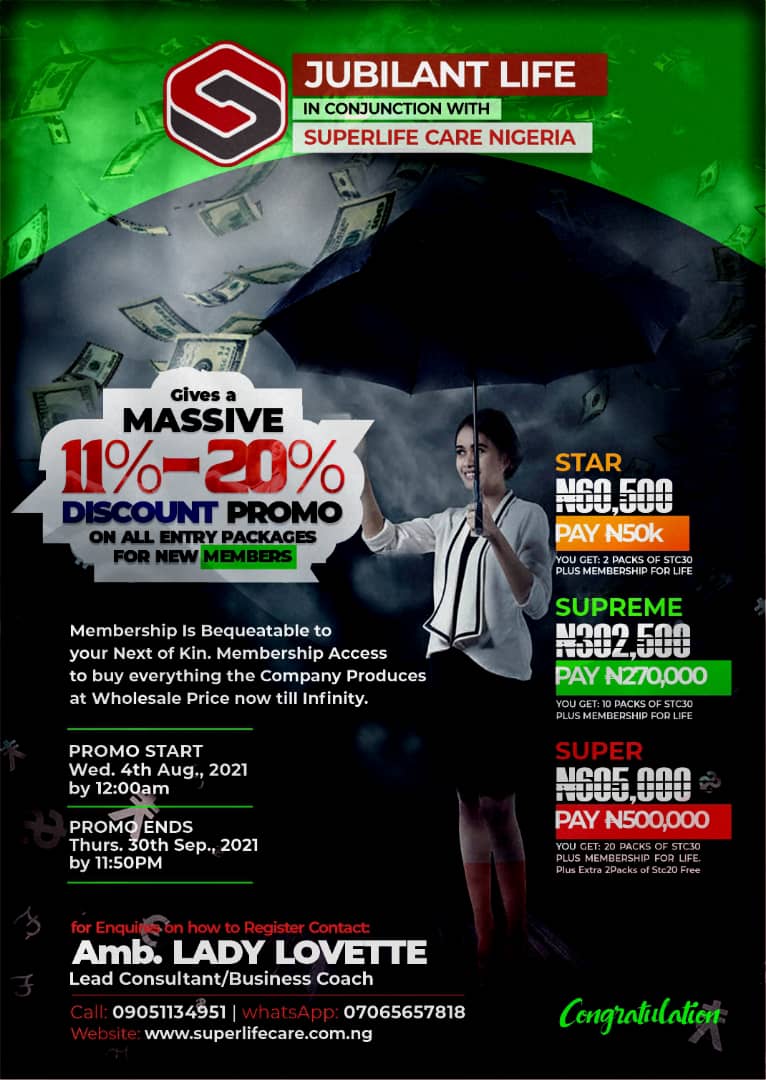 JUBILANT LIFE
IN CONJUNCTION WITH
SUPERLIFE CARE NIGERIA
Gives a
MASSIVE
11%-20%
DISCOUNT PROMO
ON ALL ENTRY PACKAGES
FOR NEW MEMBERS
STAR
₦60,500
PAY ₦50k
YOU GET: 2 PACKS OF STC30
PLUS MEMBERSHIP FOR LIFE
SUPREME
₦302,500
PAY ₦270,000
YOU GET: 10 PACKS OF STC30
PLUS MEMBERSHIP FOR LIFE
SUPER
₦605,000
PAY ₦500,000
YOU GET: 20 PACKS OF STC30
PLUS MEMBERSHIP FOR LIFE.
Plus Extra 2Packs of Stc20 Free
Membership Is Bequeatable to
your Next of Kin. Membership Access
to buy everything the Company Produces
at Wholesale Price now till Infinity.
PROMO START
Wed. 4th Aug., 2021
by 12:00am
PROMO ENDS
Thurs. 30th Sep., 2021
by 11:50PM
for Enquiries on how to Register Contact:
Amb. LADY LOVETTE
Lead Consultant/Business Coach
Call: 09051134951 | whatsApp: 07065657818
Website: www.superlifecare.com.ng
Congratulation